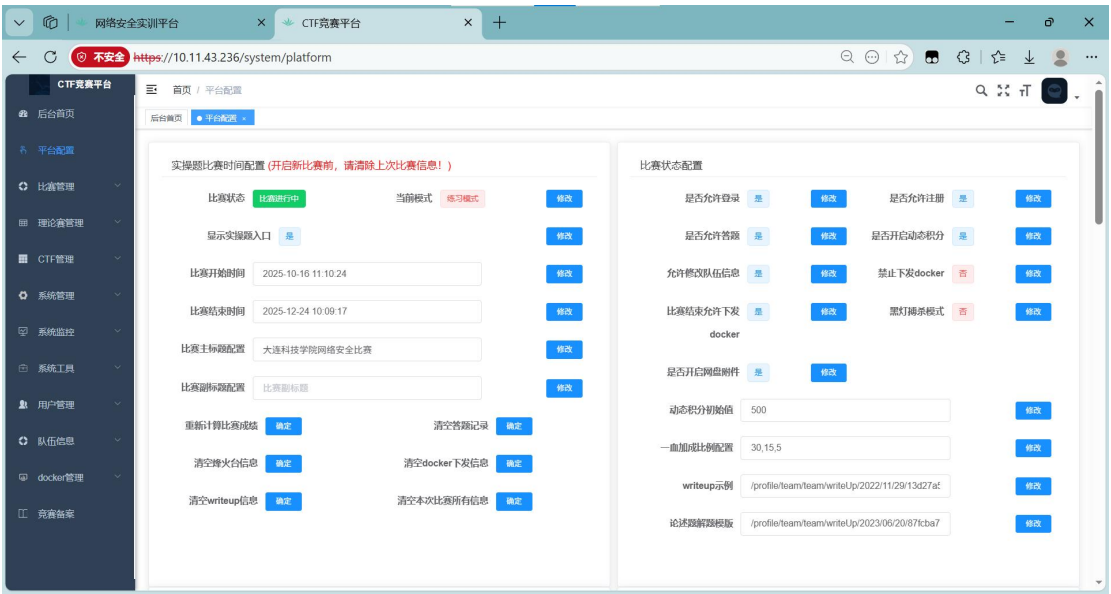 网络安全实训平台
CTF竞赛平台
不安全 https://10.11.43.236/system/platform
CTF竞赛平台
首页 / 平台配置
后台首页
平台配置 ×
后台首页
平台配置
比赛管理
理论赛管理
CTF管理
系统管理
系统监控
系统工具
用户管理
队伍信息
docker管理
竞赛备案
实操题比赛时间配置 (开启新比赛前，请清除上次比赛信息！)
比赛状态 比赛进行中 当前模式 练习模式 修改
显示实操题入口 是 修改
比赛开始时间 2025-10-16 11:10:24 修改
比赛结束时间 2025-12-24 10:09:17 修改
比赛主标题配置 大连科技学院网络安全比赛 修改
比赛副标题配置 比赛副标题 修改
重新计算比赛成绩 确定 清空答题记录 确定
清空烽火台信息 确定 清空docker下发信息 确定
清空writeup信息 确定 清空本次比赛所有信息 确定
比赛状态配置
是否允许登录 是 修改 是否允许注册 是 修改
是否允许答题 是 修改 是否开启动态积分 是 修改
允许修改队伍信息 是 修改 禁止下发docker 否 修改
比赛结束允许下发 是 修改 黑灯搏杀模式 否 修改
docker
是否开启网盘附件 是 修改
动态积分初始值 500 修改
一血加成比例配置 30,15,5 修改
writeup示例 /profile/team/team/writeUp/2022/11/29/13d27a5 修改
论述题解题模版 /profile/team/team/writeUp/2023/06/20/87fcba7 修改